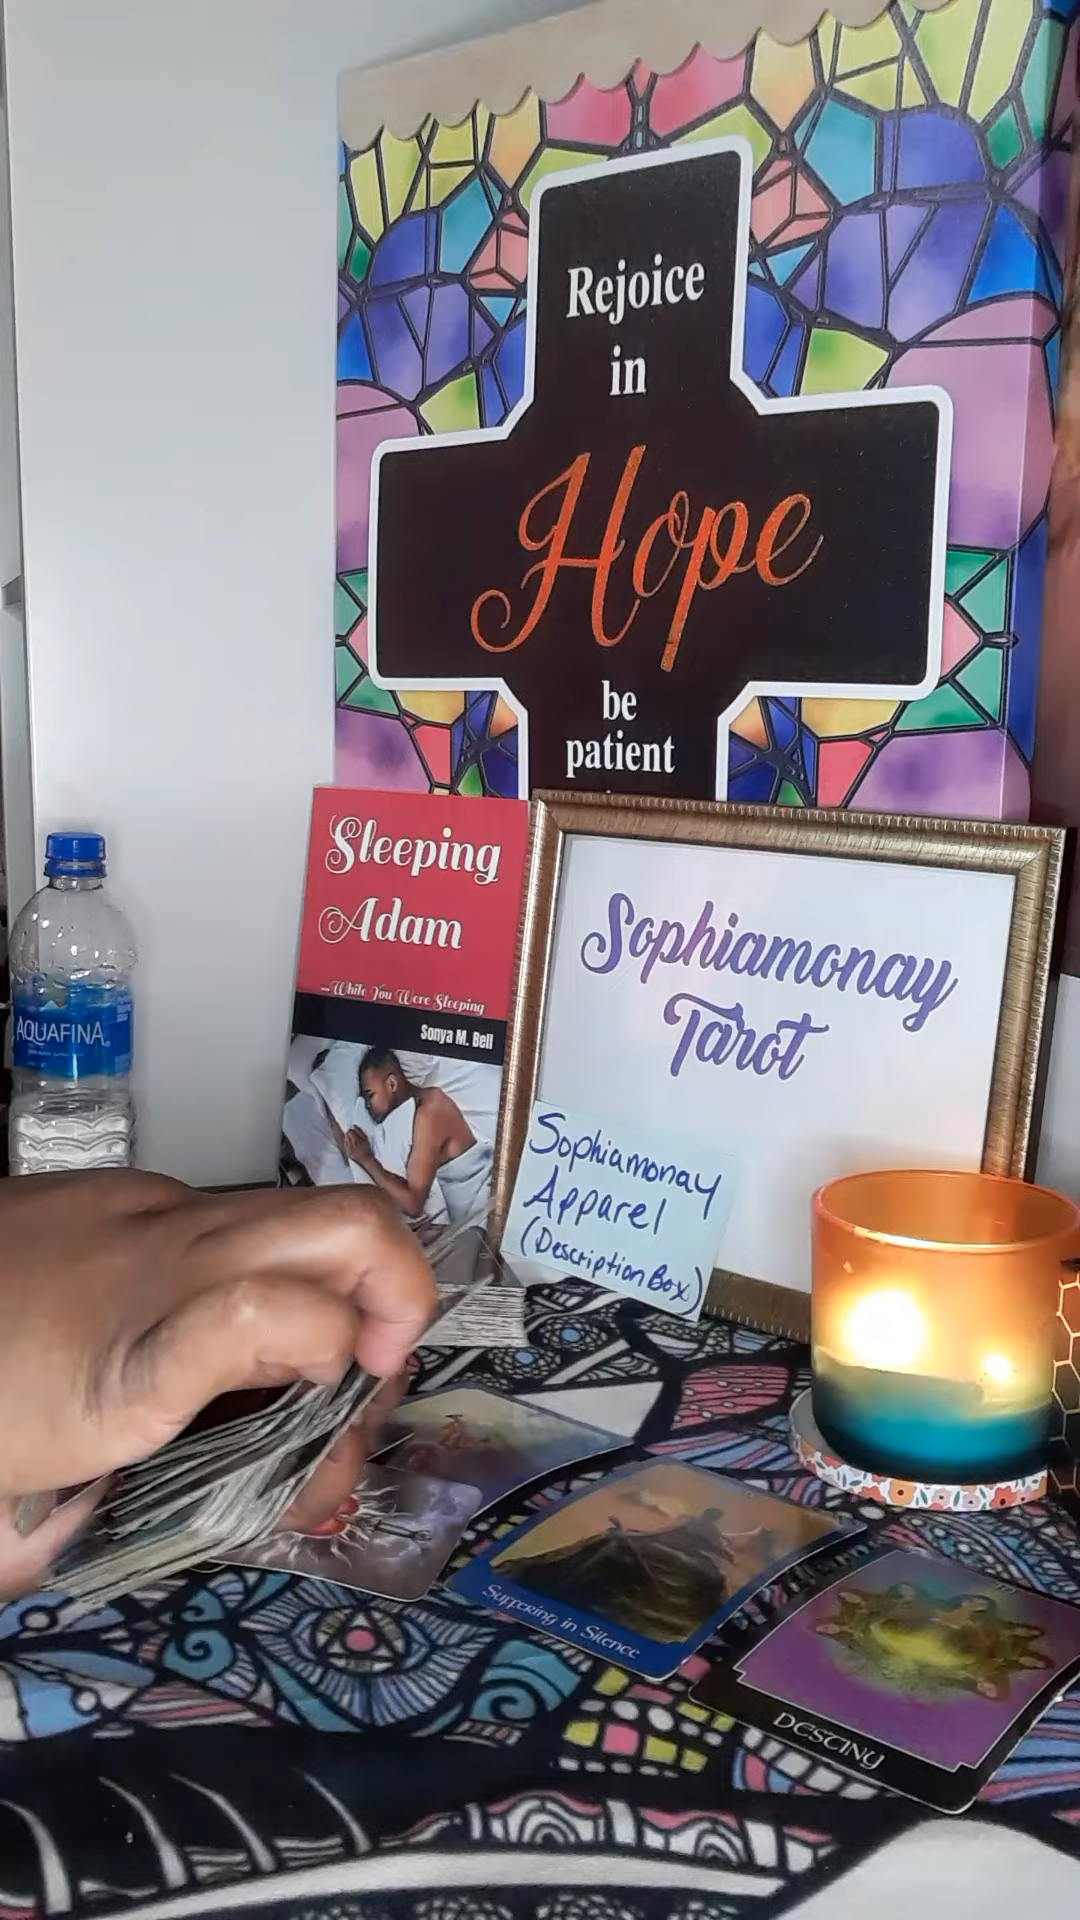 Rejoice
in
Hope
be
patient
Sleeping
Adam
...While You Were Sleeping
Sonya M. Bell
AQUAFINA
Sophiamonay
Tarot
Sophiamonay
Apparel
(Description Box)
Suffering in Silence
DESTINY